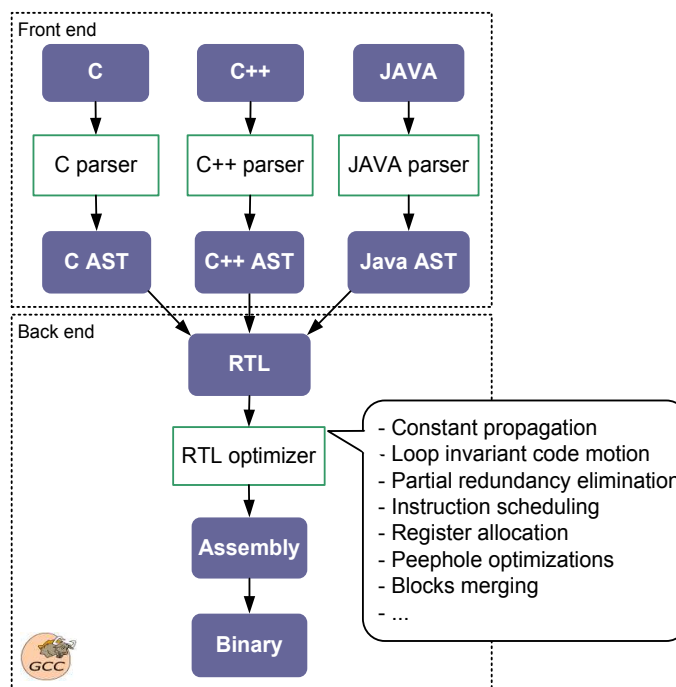 Front end
C
C++
JAVA
C parser
C++ parser
JAVA parser
C AST
C++ AST
Java AST
Back end
RTL
RTL optimizer
- Constant propagation
- Loop invariant code motion
- Partial redundancy elimination
- Instruction scheduling
- Register allocation
- Peephole optimizations
- Blocks merging
- ...
Assembly
Binary
GCC